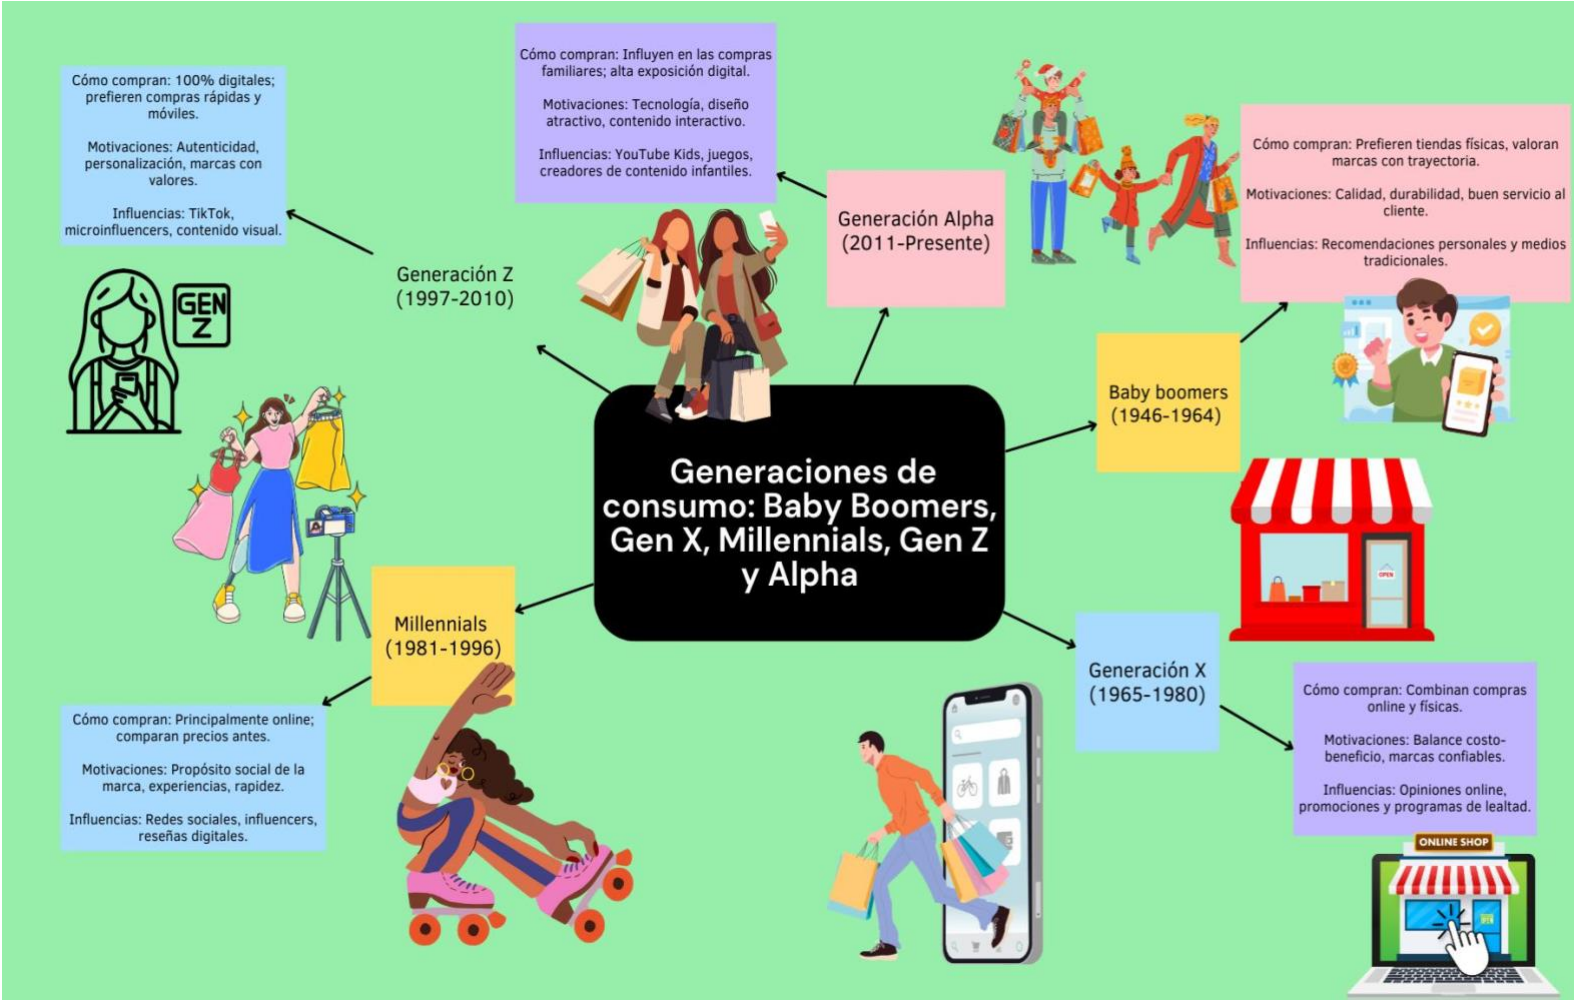 Generaciones de
consumo: Baby Boomers,
Gen X, Millennials, Gen Z
y Alpha
Generación Z
(1997-2010)
Cómo compran: 100% digitales;
prefieren compras rápidas y
móviles.
Motivaciones: Autenticidad,
personalización, marcas con
valores.
Influencias: TikTok,
microinfluencers, contenido visual.
GEN
Z
Generación Alpha
(2011-Presente)
Cómo compran: Influyen en las compras
familiares; alta exposición digital.
Motivaciones: Tecnología, diseño
atractivo, contenido interactivo.
Influencias: YouTube Kids, juegos,
creadores de contenido infantiles.
Baby boomers
(1946-1964)
Cómo compran: Prefieren tiendas físicas, valoran
marcas con trayectoria.
Motivaciones: Calidad, durabilidad, buen servicio al
cliente.
Influencias: Recomendaciones personales y medios
tradicionales.
OPEN
Generación X
(1965-1980)
Cómo compran: Combinan compras
online y físicas.
Motivaciones: Balance costo-
beneficio, marcas confiables.
Influencias: Opiniones online,
promociones y programas de lealtad.
ONLINE SHOP
OPEN
Millennials
(1981-1996)
Cómo compran: Principalmente online;
comparan precios antes.
Motivaciones: Propósito social de la
marca, experiencias, rapidez.
Influencias: Redes sociales, influencers,
reseñas digitales.